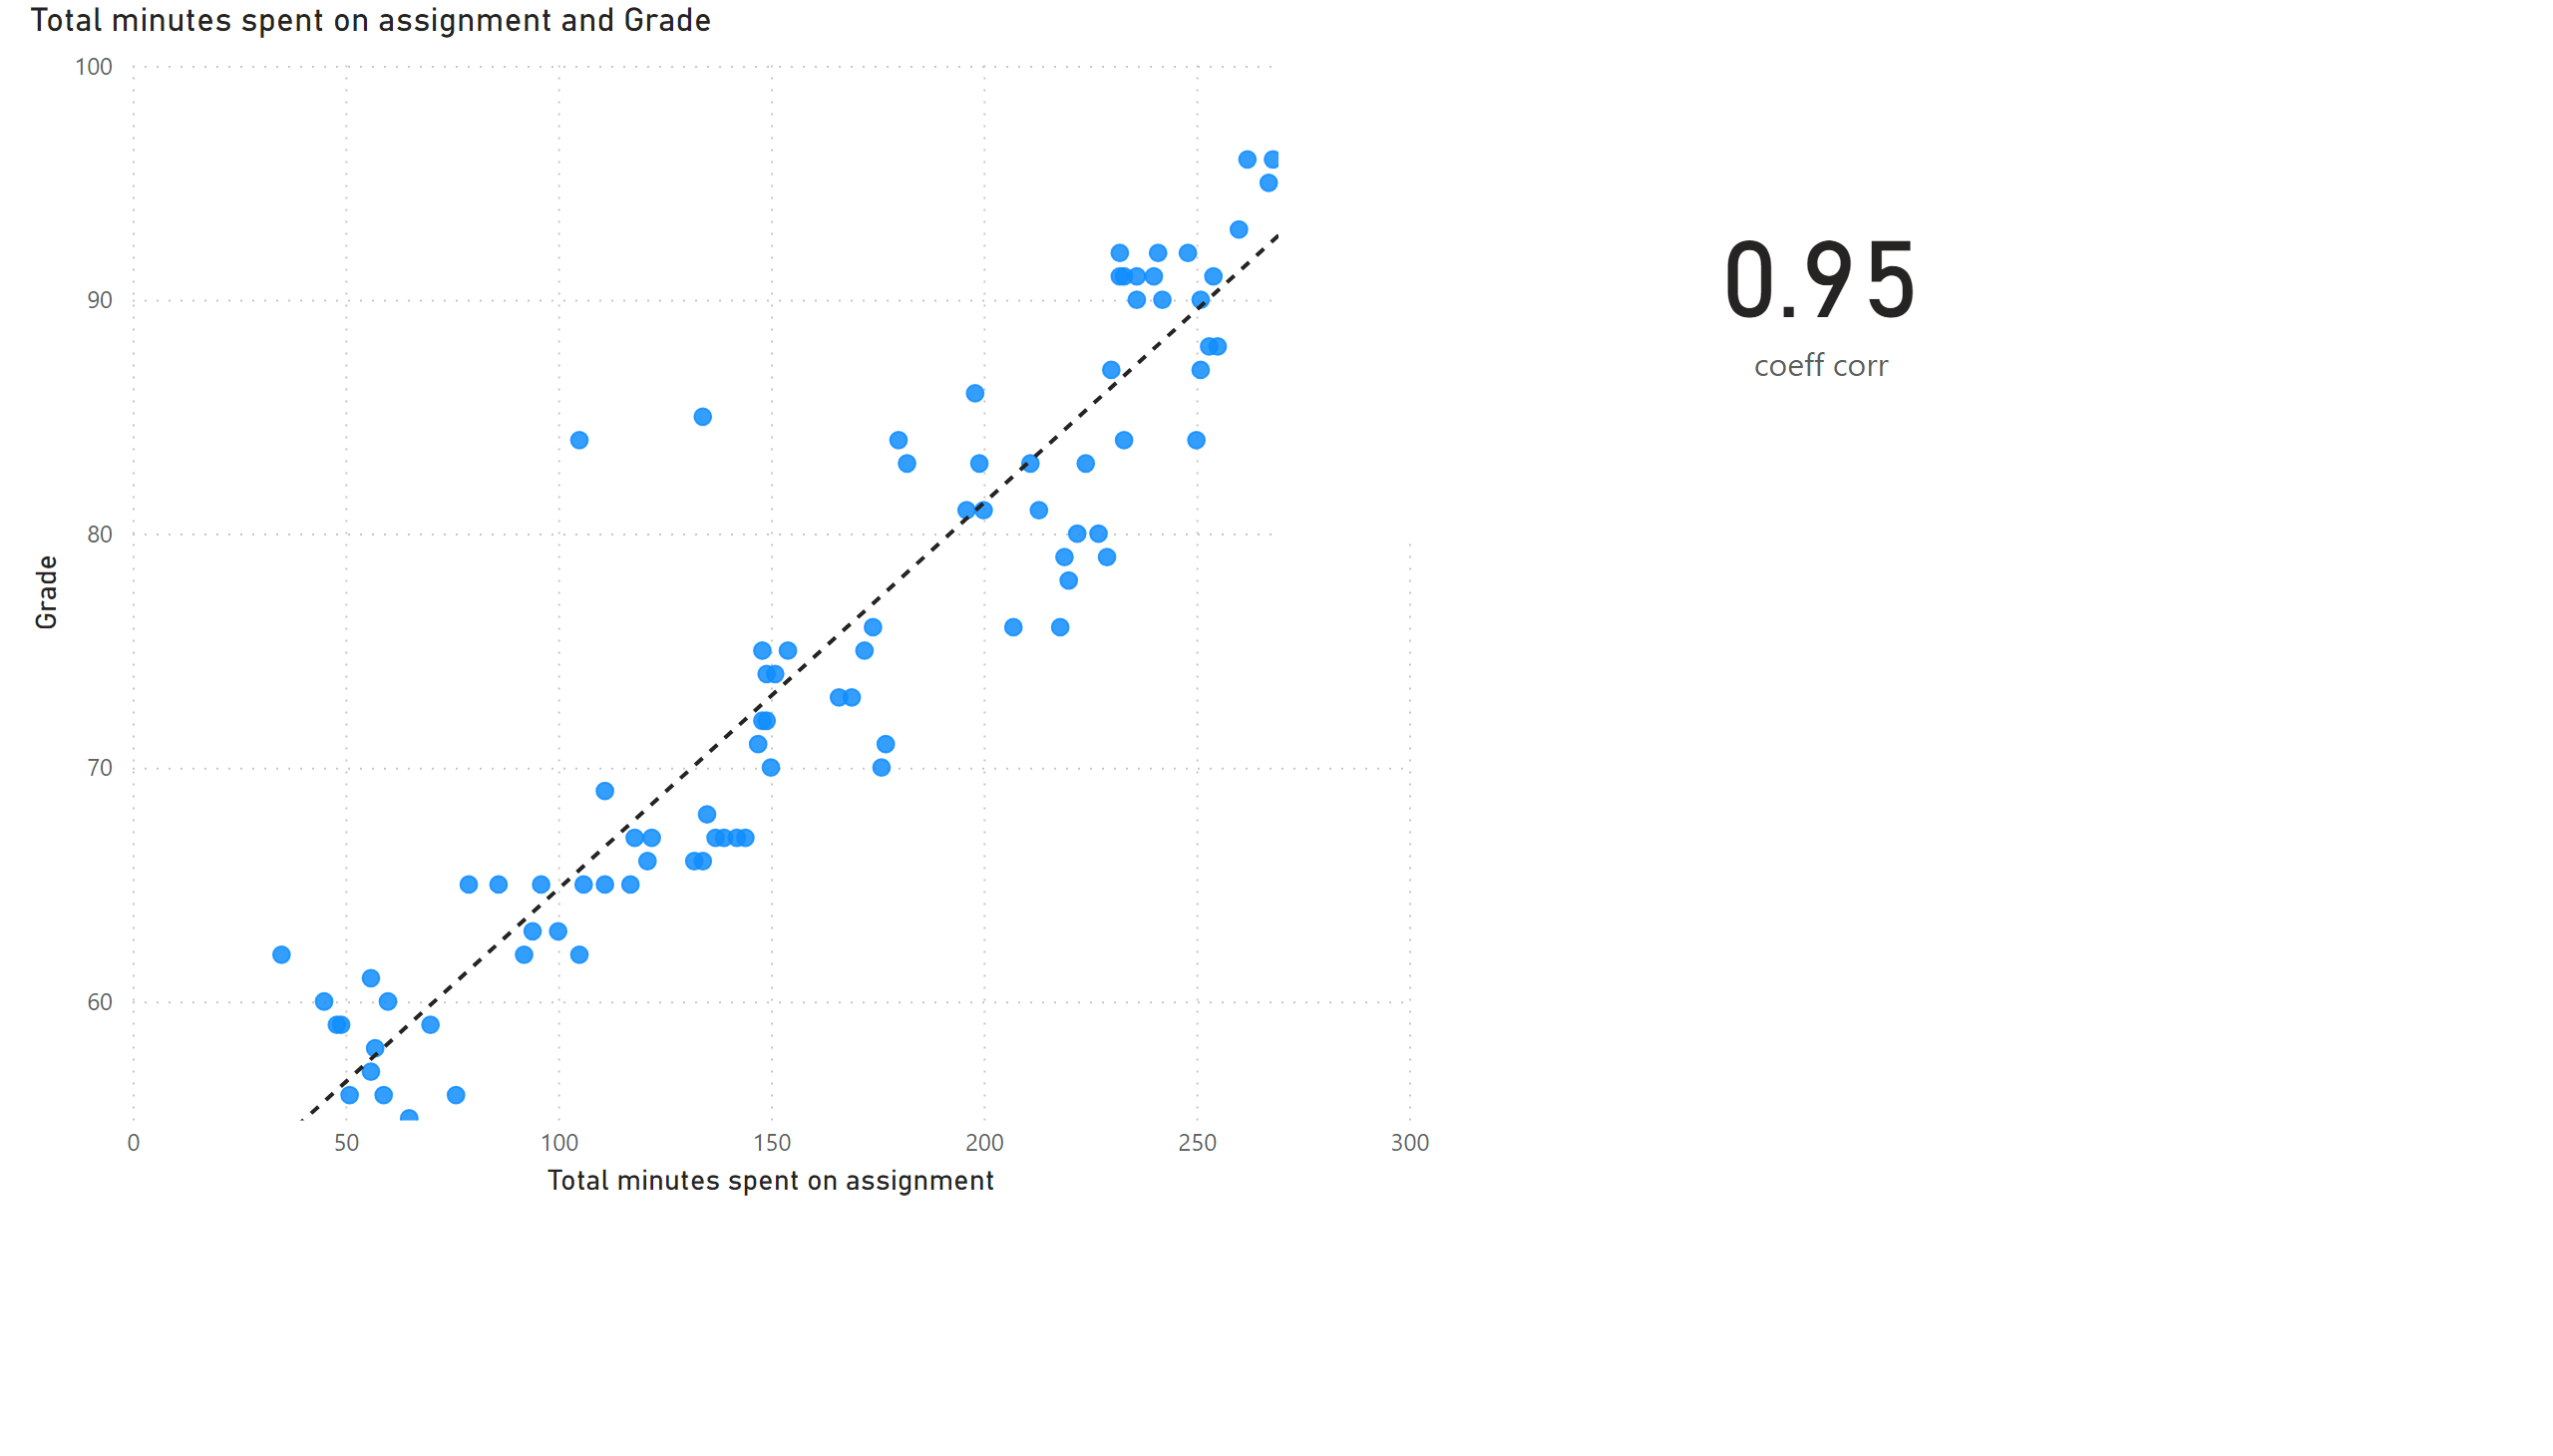 Total minutes spent on assignment and Grade
100
90
80
70
60
Grade
0 50 100 150 200 250 300
Total minutes spent on assignment
0.95
coeff corr